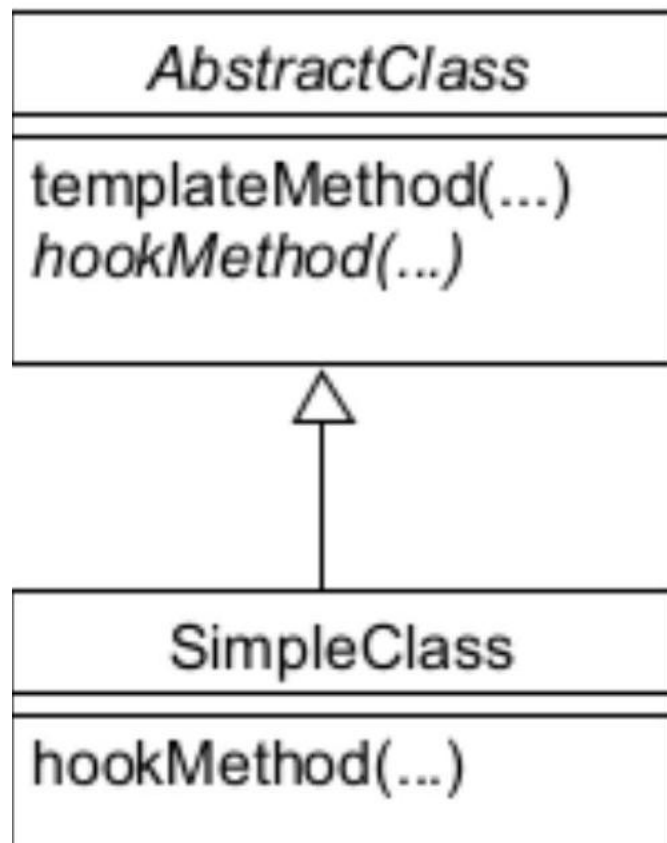 AbstractClass
templateMethod(...)
hookMethod(...)
SimpleClass
hookMethod(...)